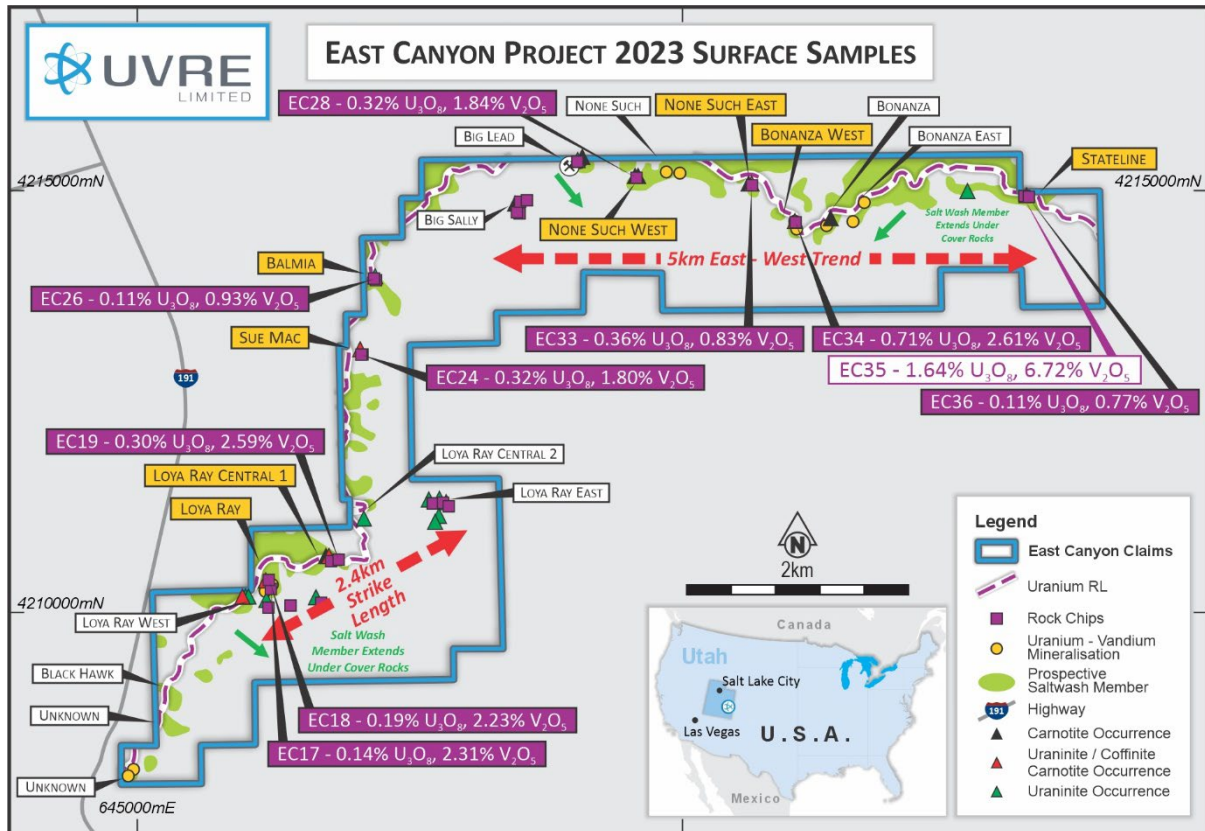 UVRE
LIMITED
EAST CANYON PROJECT 2023 SURFACE SAMPLES
EC28 - 0.32% U₃O₈, 1.84% V₂O₅
NONE SUCH
NONE SUCH EAST
BONANZA
BIG LEAD
BONANZA WEST
BONANZA EAST
STATELINE
4215000mN
4215000mN
BIG SALLY
NONE SUCH WEST
Salt Wash Member
Extends Under
Cover Rocks
5km East - West Trend
BALMIA
EC26 - 0.11% U₃O₈, 0.93% V₂O₅
SUE MAC
EC33 - 0.36% U₃O₈, 0.83% V₂O₅
EC34 - 0.71% U₃O₈, 2.61% V₂O₅
EC35 - 1.64% U₃O₈, 6.72% V₂O₅
EC36 - 0.11% U₃O₈, 0.77% V₂O₅
191
EC24 - 0.32% U₃O₈, 1.80% V₂O₅
EC19 - 0.30% U₃O₈, 2.59% V₂O₅
LOYA RAY CENTRAL 2
LOYA RAY CENTRAL 1
LOYA RAY EAST
LOYA RAY
2.4km
Strike
Length
4210000mN
LOYA RAY WEST
Salt Wash
Member Extends
Under Cover Rocks
BLACK HAWK
UNKNOWN
EC18 - 0.19% U₃O₈, 2.23% V₂O₅
EC17 - 0.14% U₃O₈, 2.31% V₂O₅
UNKNOWN
645000mE
N
2km
Canada
Utah
Salt Lake City
Las Vegas
U.S.A.
Mexico
Legend
East Canyon Claims
Uranium RL
Rock Chips
Uranium - Vandium
Mineralisation
Prospective
Saltwash Member
191
Highway
Carnotite Occurrence
Uraninite / Coffinite
Carnotite Occurrence
Uraninite Occurrence